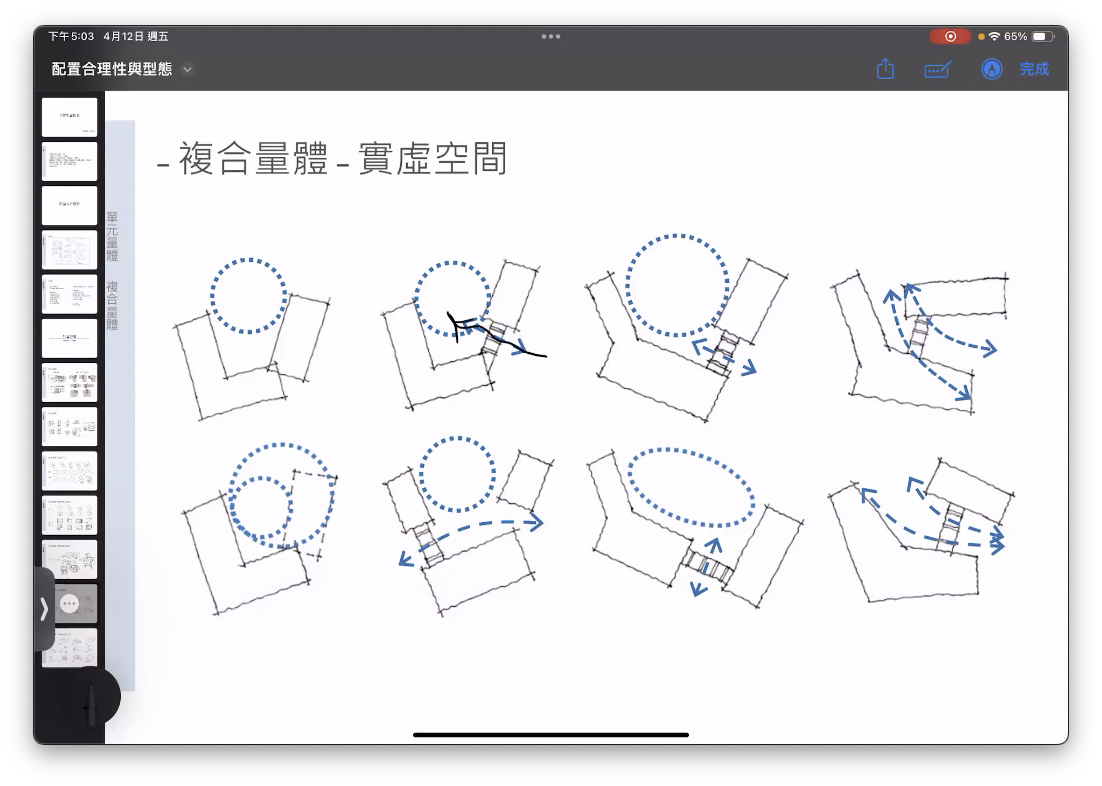 下午5:03 4月12日 週五
65%
配置合理性與型態
完成
-複合量體-實虛空間
單元量體 複合量體